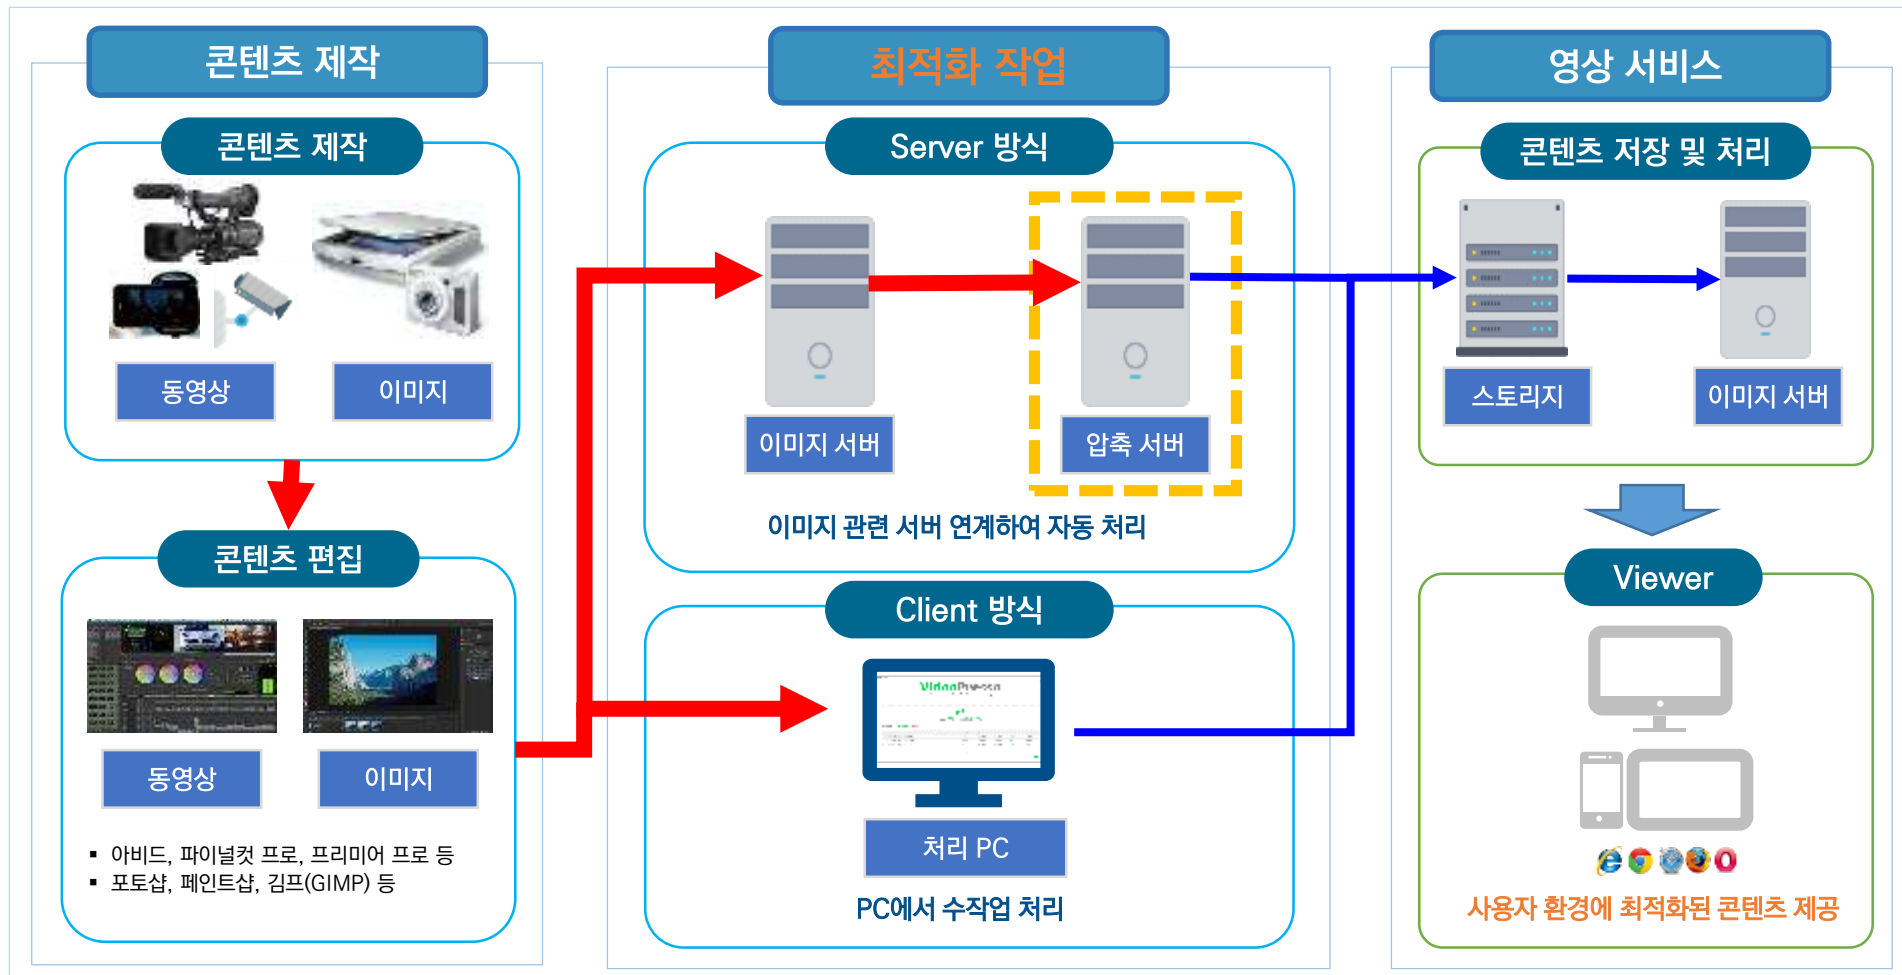 콘텐츠 제작
콘텐츠 제작
동영상
이미지
콘텐츠 편집
동영상
이미지
▪ 아비드, 파이널컷 프로, 프리미어 프로 등
▪ 포토샵, 페인트샵, 김프(GIMP) 등
최적화 작업
Server 방식
이미지 서버
압축 서버
이미지 관련 서버 연계하여 자동 처리
Client 방식
처리 PC
PC에서 수작업 처리
영상 서비스
콘텐츠 저장 및 처리
스토리지
이미지 서버
Viewer
사용자 환경에 최적화된 콘텐츠 제공